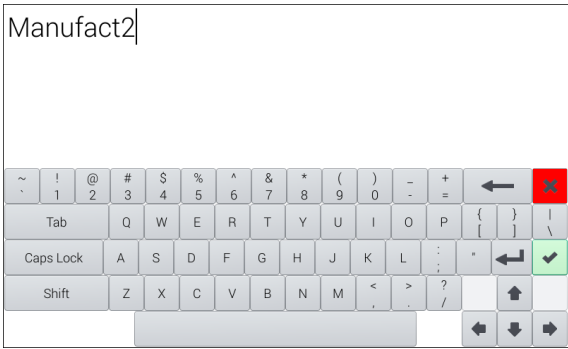 Manufact2
~ ! @ # $ % ^ & * ( ) _ +
` 1 2 3 4 5 6 7 8 9 0 - =
Tab Q W E R T Y U I O P { [ } ] | \
Caps Lock A S D F G H J K L : ; "
Shift Z X C V B N M < , > . ? /